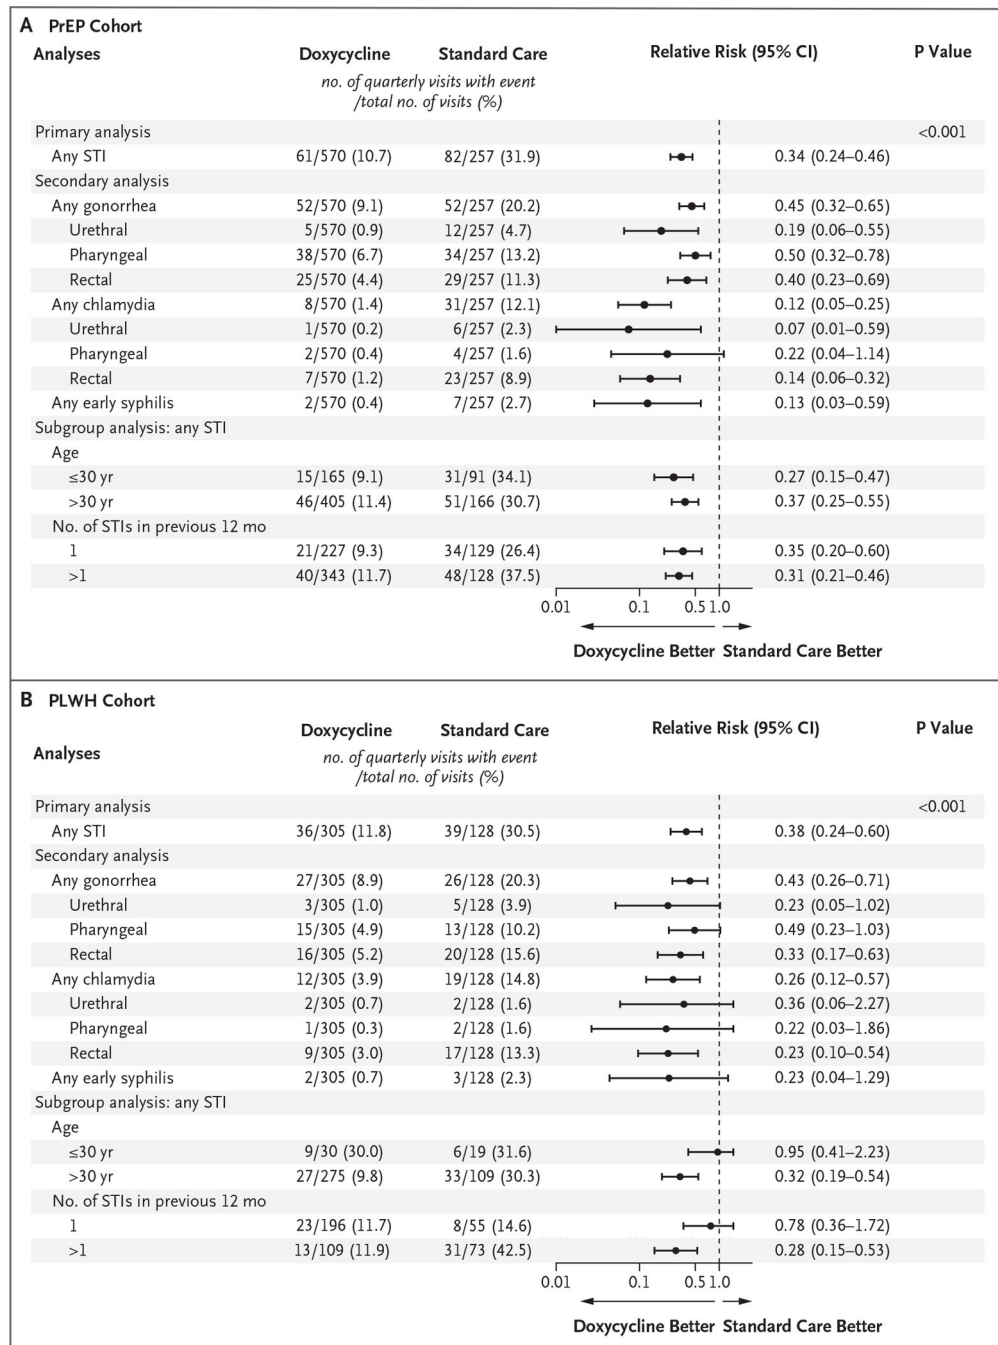 A PrEP Cohort
Analyses Doxycycline Standard Care Relative Risk (95% CI) P Value
no. of quarterly visits with event
/total no. of visits (%)
Primary analysis <0.001
Any STI 61/570 (10.7) 82/257 (31.9) 0.34 (0.24–0.46)
Secondary analysis
Any gonorrhea 52/570 (9.1) 52/257 (20.2) 0.45 (0.32–0.65)
Urethral 5/570 (0.9) 12/257 (4.7) 0.19 (0.06–0.55)
Pharyngeal 38/570 (6.7) 34/257 (13.2) 0.50 (0.32–0.78)
Rectal 25/570 (4.4) 29/257 (11.3) 0.40 (0.23–0.69)
Any chlamydia 8/570 (1.4) 31/257 (12.1) 0.12 (0.05–0.25)
Urethral 1/570 (0.2) 6/257 (2.3) 0.07 (0.01–0.59)
Pharyngeal 2/570 (0.4) 4/257 (1.6) 0.22 (0.04–1.14)
Rectal 7/570 (1.2) 23/257 (8.9) 0.14 (0.06–0.32)
Any early syphilis 2/570 (0.4) 7/257 (2.7) 0.13 (0.03–0.59)
Subgroup analysis: any STI
Age
≤30 yr 15/165 (9.1) 31/91 (34.1) 0.27 (0.15–0.47)
>30 yr 46/405 (11.4) 51/166 (30.7) 0.37 (0.25–0.55)
No. of STIs in previous 12 mo
1 21/227 (9.3) 34/129 (26.4) 0.35 (0.20–0.60)
>1 40/343 (11.7) 48/128 (37.5) 0.31 (0.21–0.46)
0.01 0.1 0.5 1.0
Doxycycline Better Standard Care Better
B PLWH Cohort
Doxycycline Standard Care Relative Risk (95% CI) P Value
Analyses no. of quarterly visits with event
/total no. of visits (%)
Primary analysis <0.001
Any STI 36/305 (11.8) 39/128 (30.5) 0.38 (0.24–0.60)
Secondary analysis
Any gonorrhea 27/305 (8.9) 26/128 (20.3) 0.43 (0.26–0.71)
Urethral 3/305 (1.0) 5/128 (3.9) 0.23 (0.05–1.02)
Pharyngeal 15/305 (4.9) 13/128 (10.2) 0.49 (0.23–1.03)
Rectal 16/305 (5.2) 20/128 (15.6) 0.33 (0.17–0.63)
Any chlamydia 12/305 (3.9) 19/128 (14.8) 0.26 (0.12–0.57)
Urethral 2/305 (0.7) 2/128 (1.6) 0.36 (0.06–2.27)
Pharyngeal 1/305 (0.3) 2/128 (1.6) 0.22 (0.03–1.86)
Rectal 9/305 (3.0) 17/128 (13.3) 0.23 (0.10–0.54)
Any early syphilis 2/305 (0.7) 3/128 (2.3) 0.23 (0.04–1.29)
Subgroup analysis: any STI
Age
≤30 yr 9/30 (30.0) 6/19 (31.6) 0.95 (0.41–2.23)
>30 yr 27/275 (9.8) 33/109 (30.3) 0.32 (0.19–0.54)
No. of STIs in previous 12 mo
1 23/196 (11.7) 8/55 (14.6) 0.78 (0.36–1.72)
>1 13/109 (11.9) 31/73 (42.5) 0.28 (0.15–0.53)
0.01 0.1 0.5 1.0
Doxycycline Better Standard Care Better